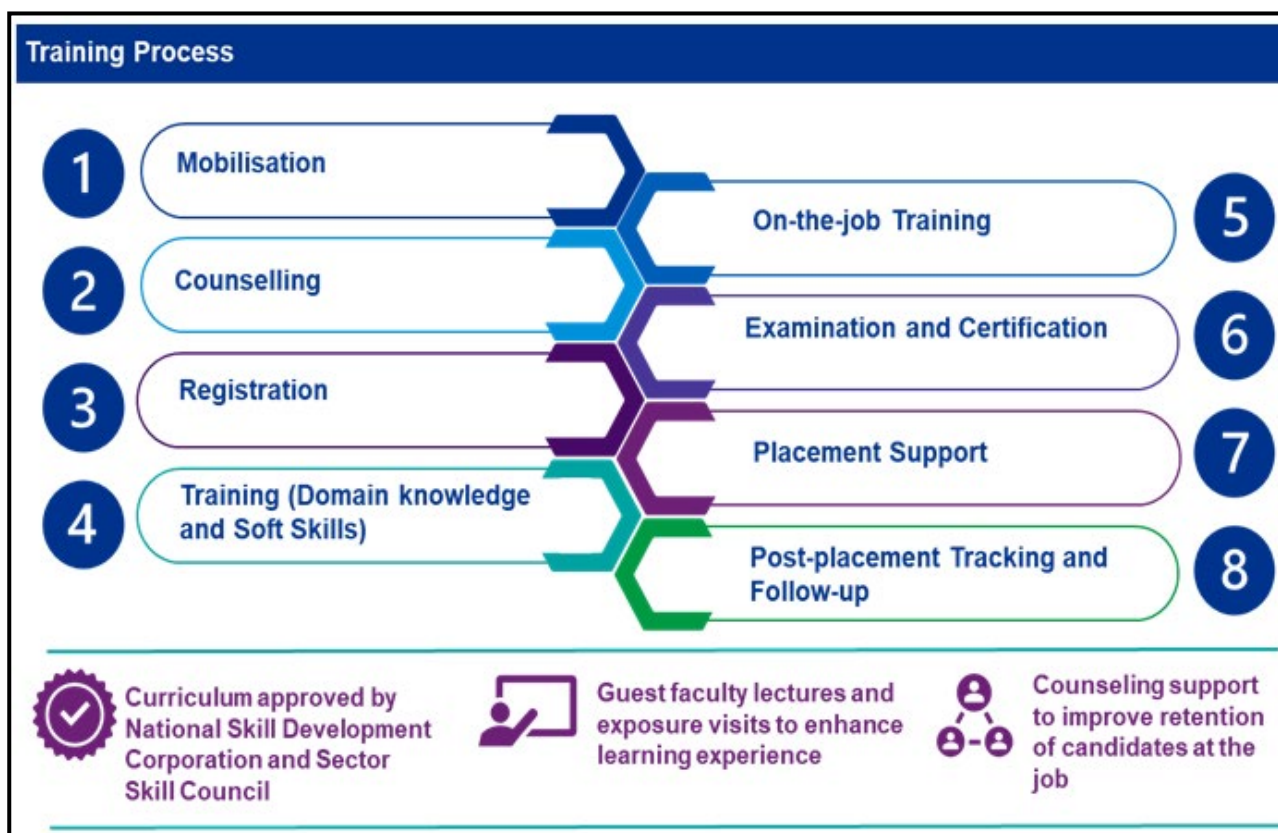 Training Process
1
Mobilisation
2
Counselling
3
Registration
4
Training (Domain knowledge
and Soft Skills)
5
On-the-job Training
6
Examination and Certification
7
Placement Support
8
Post-placement Tracking and
Follow-up
Curriculum approved by
National Skill Development
Corporation and Sector
Skill Council
Guest faculty lectures and
exposure visits to enhance
learning experience
Counseling support
to improve retention
of candidates at the
job